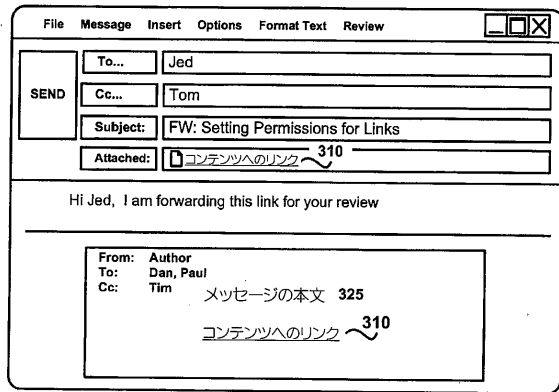 File Message Insert Options Format Text Review
To... Jed
SEND Cc... Tom
Subject: FW: Setting Permissions for Links
Attached: コンテンツへのリンク 310
Hi Jed, I am forwarding this link for your review
From: Author
To: Dan, Paul
Cc: Tim
メッセージの本文 325
コンテンツへのリンク 310